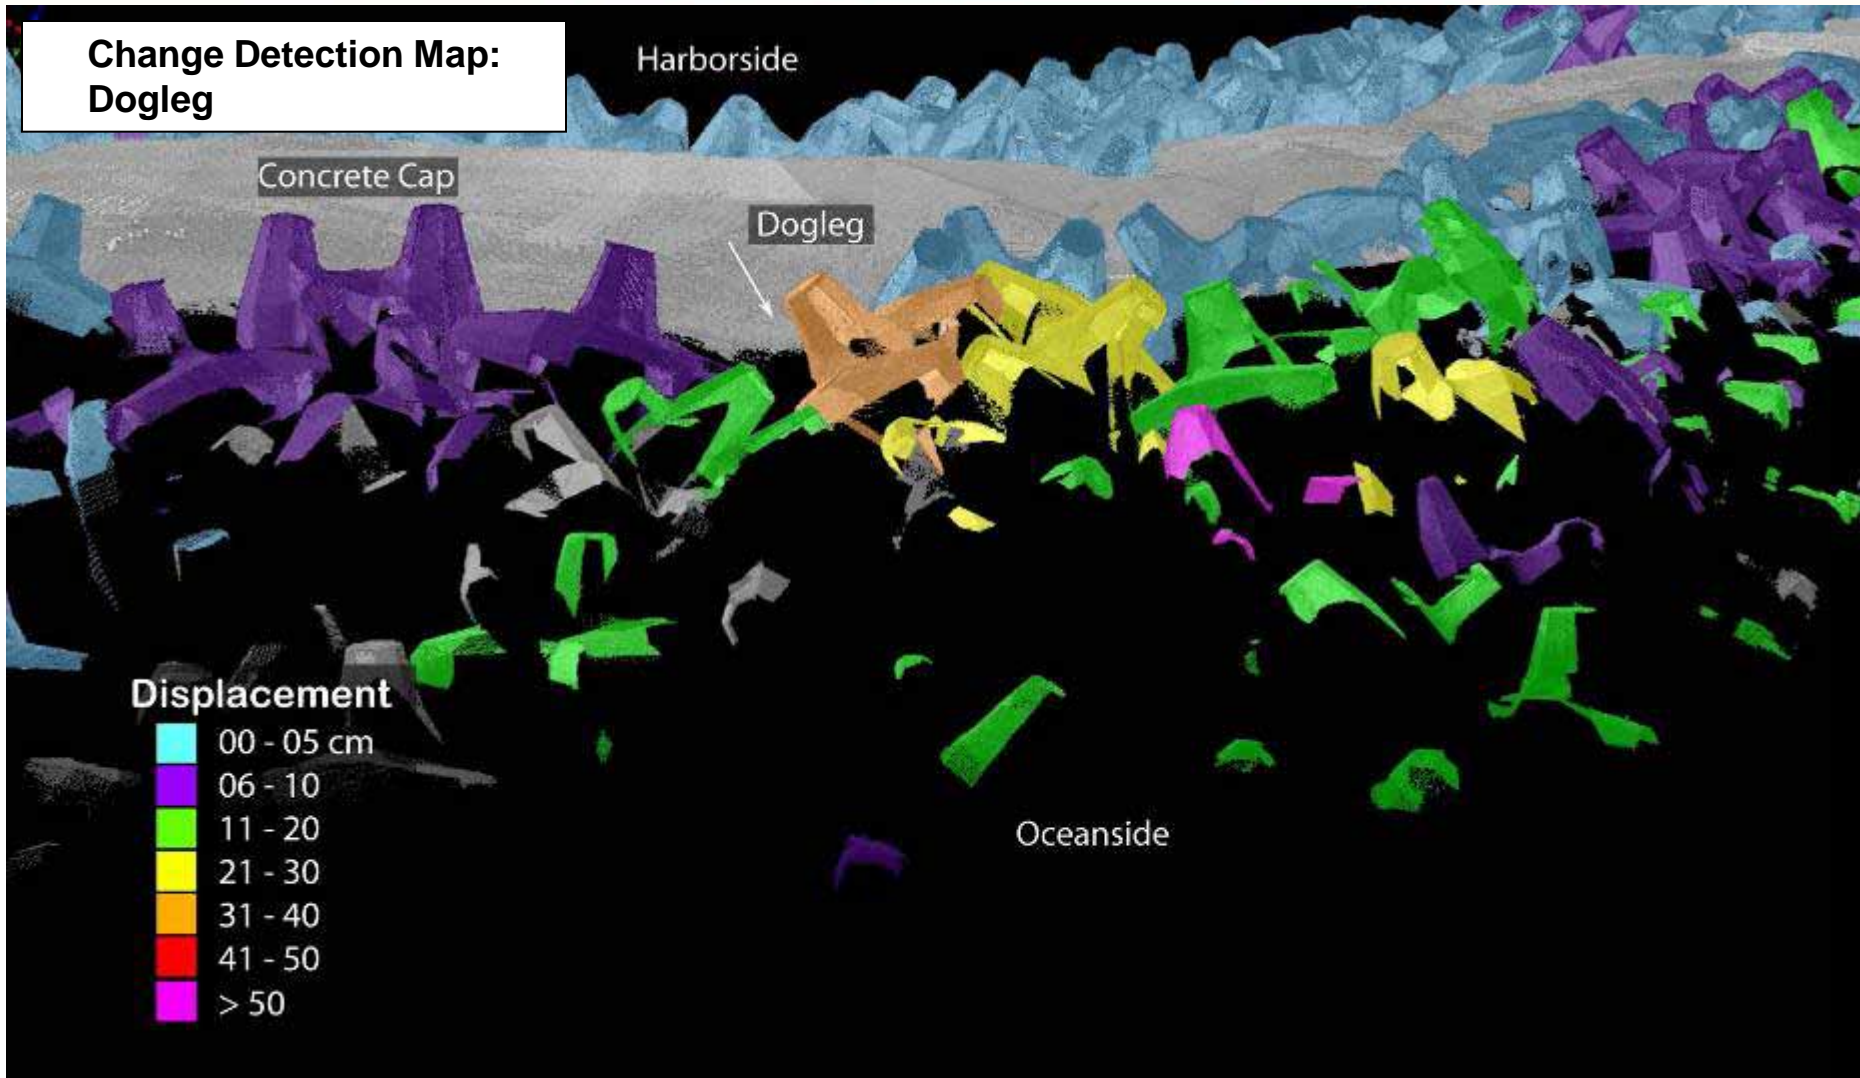 Change Detection Map:
Dogleg
Harborside
Concrete Cap
Dogleg
Displacement
00 - 05 cm
06 - 10
11 - 20
21 - 30
31 - 40
41 - 50
> 50
Oceanside